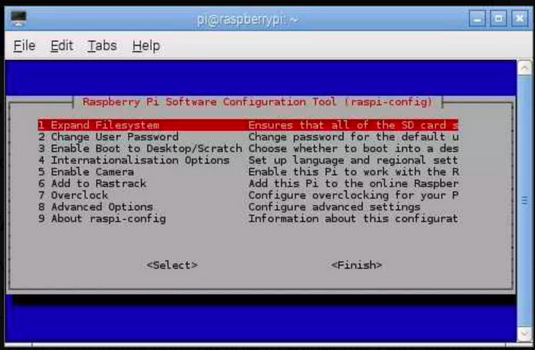 pi@raspberrypi: ~
File Edit Tabs Help
Raspberry Pi Software Configuration Tool (raspi-config)
1 Expand Filesystem Ensures that all of the SD card s
2 Change User Password Change password for the default u
3 Enable Boot to Desktop/Scratch Choose whether to boot into a des
4 Internationalisation Options Set up language and regional sett
5 Enable Camera Enable this Pi to work with the R
6 Add to Rastrack Add this Pi to the online Raspber
7 Overclock Configure overclocking for your P
8 Advanced Options Configure advanced settings
9 About raspi-config Information about this configurat
<Select> <Finish>